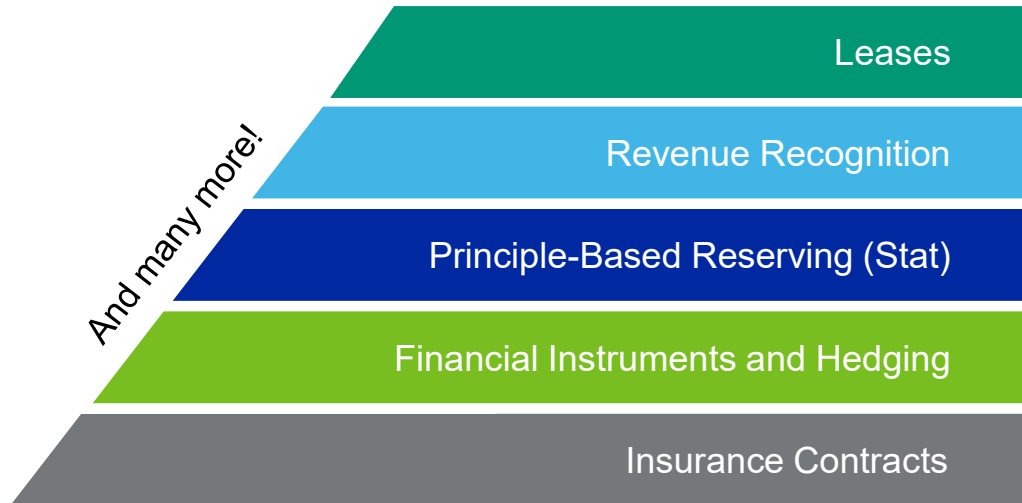 Leases
Revenue Recognition
And many more!
Principle-Based Reserving (Stat)
Financial Instruments and Hedging
Insurance Contracts